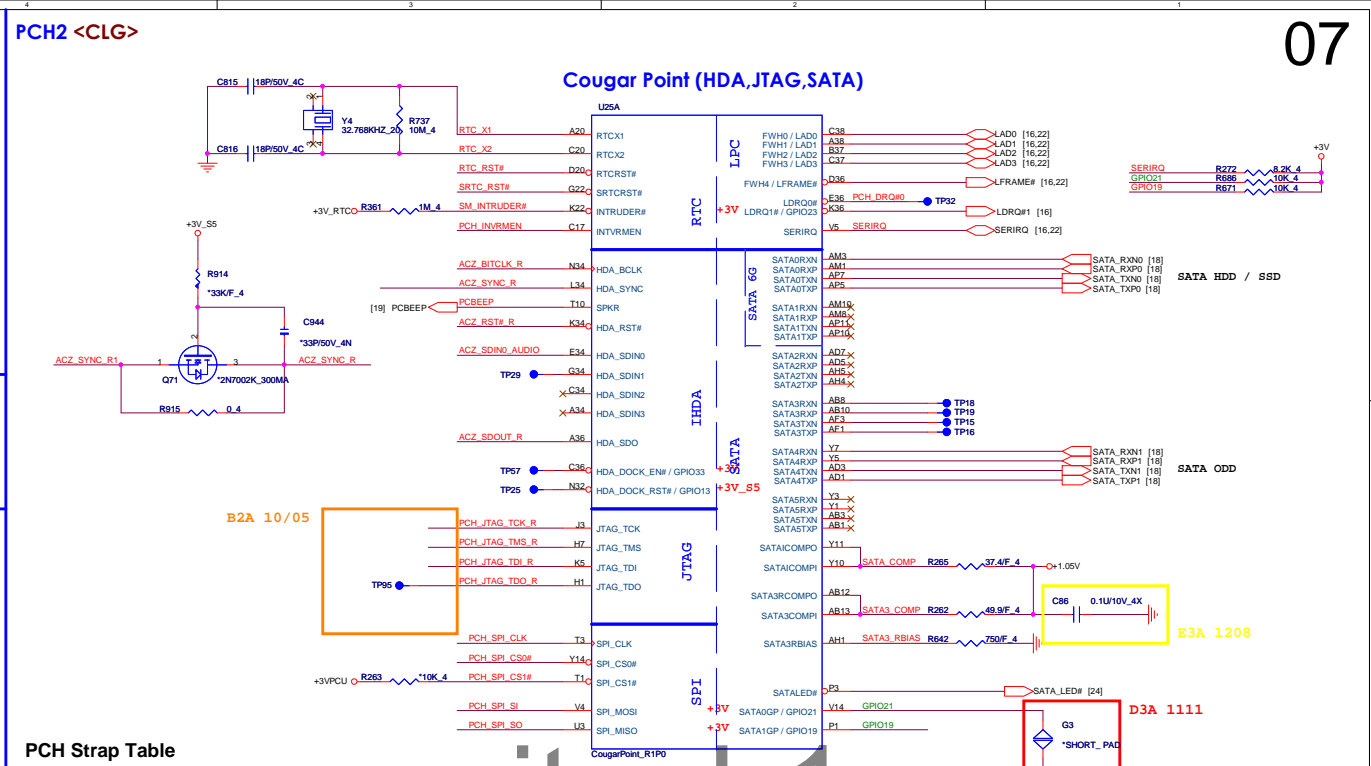 4 3 2 1
PCH2 <CLG>
07
Cougar Point (HDA,JTAG,SATA)
C815 18P/50V_4C
Y4
32.768KHZ_20
R737
10M_4
C816 18P/50V_4C
U25A
RTC_X1 A20 RTCX1
RTC_X2 C20 RTCX2
RTC_RST# D20 RTCRST#
SRTC_RST# G22 SRTCRST#
+3V_RTC R361 1M_4 SM_INTRUDER# K22 INTRUDER#
PCH_INVRMEN C17 INTVRMEN
RTC
LPC
FWH0 / LAD0 C38 LAD0 [16,22]
FWH1 / LAD1 A38 LAD1 [16,22]
FWH2 / LAD2 B37 LAD2 [16,22]
FWH3 / LAD3 C37 LAD3 [16,22]
FWH4 / LFRAME# D36 LFRAME# [16,22]
LDRQ0# E36 PCH_DRQ#0 TP32
+3V LDRQ1# / GPIO23 K36 LDRQ#1 [16]
SERIRQ V5 SERIRQ SERIRQ [16,22]
+3V
SERIRQ R272 8.2K_4
GPIO21 R686 10K_4
GPIO19 R671 10K_4
+3V_S5
R914
*33K/F_4
C944
*33P/50V_4N
2
ACZ_SYNC_R1 1 3 ACZ_SYNC_R
Q71 *2N7002K_300MA
R915 0_4
ACZ_BITCLK_R N34 HDA_BCLK
ACZ_SYNC_R L34 HDA_SYNC
[19] PCBEEP PCBEEP T10 SPKR
ACZ_RST#_R K34 HDA_RST#
ACZ_SDIN0_AUDIO E34 HDA_SDIN0
TP29 G34 HDA_SDIN1
C34 HDA_SDIN2
A34 HDA_SDIN3
ACZ_SDOUT_R A36 HDA_SDO
TP57 C36 HDA_DOCK_EN# / GPIO33 +3V
TP25 N32 HDA_DOCK_RST# / GPIO13 +3V_S5
IHDA
SATA 6G
SATA
SATA0RXN AM3 SATA_RXN0 [18]
SATA0RXP AM1 SATA_RXP0 [18]
SATA0TXN AP7 SATA_TXN0 [18]
SATA0TXP AP5 SATA_TXP0 [18]
SATA HDD / SSD
SATA1RXN AM10
SATA1RXP AM8
SATA1TXN AP11
SATA1TXP AP10
SATA2RXN AD7
SATA2RXP AD5
SATA2TXN AH5
SATA2TXP AH4
SATA3RXN AB8 TP18
SATA3RXP AB10 TP19
SATA3TXN AF3 TP15
SATA3TXP AF1 TP16
SATA4RXN Y7 SATA_RXN1 [18]
SATA4RXP Y5 SATA_RXP1 [18]
SATA4TXN AD3 SATA_TXN1 [18]
SATA4TXP AD1 SATA_TXP1 [18]
SATA ODD
SATA5RXN Y3
SATA5RXP Y1
SATA5TXN AB3
SATA5TXP AB1
B2A 10/05
PCH_JTAG_TCK_R J3 JTAG_TCK
PCH_JTAG_TMS_R H7 JTAG_TMS
PCH_JTAG_TDI_R K5 JTAG_TDI
TP95 PCH_JTAG_TDO_R H1 JTAG_TDO
JTAG
SATAICOMPO Y11
SATAICOMPI Y10 SATA_COMP R265 37.4/F_4 +1.05V
SATA3RCOMPO AB12
SATA3COMPI AB13 SATA3_COMP R262 49.9/F_4
C86 0.1U/10V_4X
E3A 1208
SATA3RBIAS AH1 SATA3_RBIAS R642 750/F_4
PCH_SPI_CLK T3 SPI_CLK
PCH_SPI_CS0# Y14 SPI_CS0#
+3VPCU R263 *10K_4 PCH_SPI_CS1# T1 SPI_CS1#
PCH_SPI_SI V4 SPI_MOSI
PCH_SPI_SO U3 SPI_MISO
SPI
SATALED# P3 SATA_LED# [24]
+3V SATA0GP / GPIO21 V14 GPIO21
+3V SATA1GP / GPIO19 P1 GPIO19
D3A 1111
G3
*SHORT_ PAD
CougarPoint_R1P0
PCH Strap Table